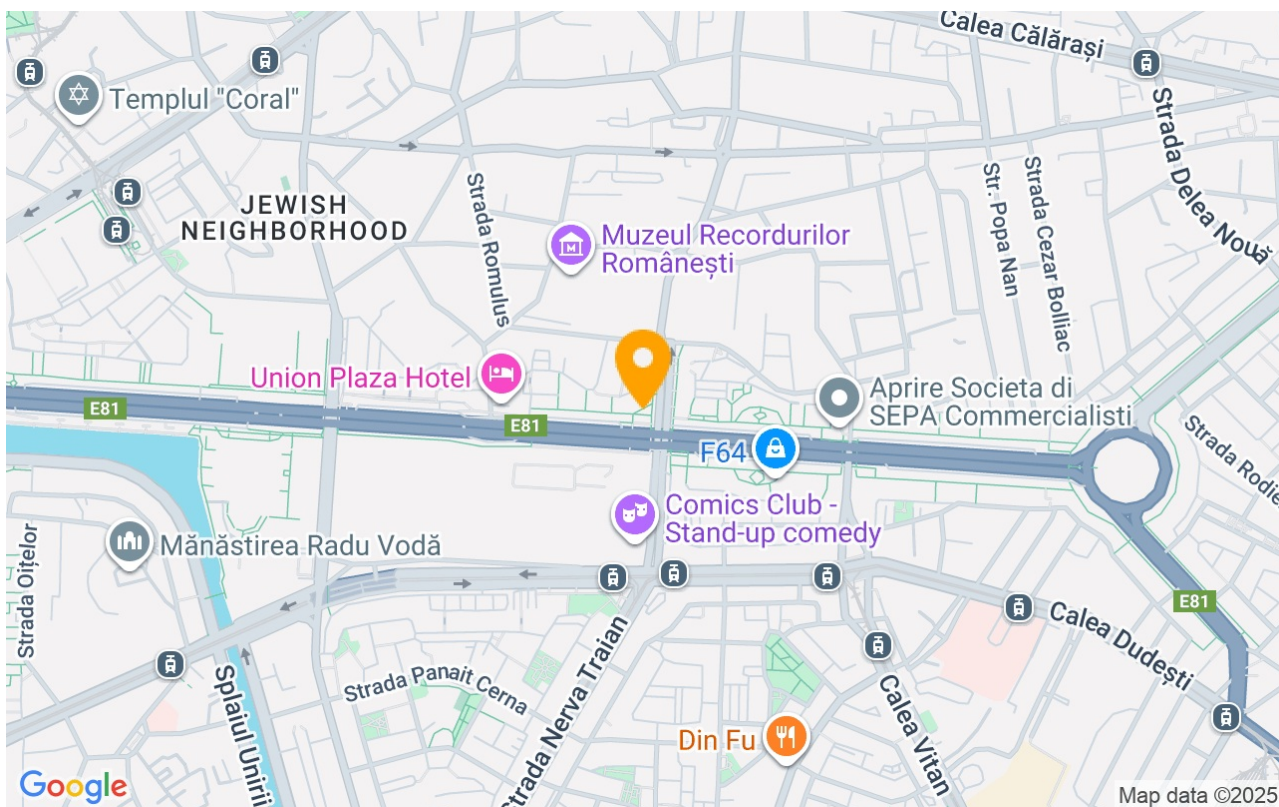 Calea Călărași
Templul "Coral"
Strada Delea Nouă
JEWISH
NEIGHBORHOOD
Strada Romulus
Str. Popa Nan
Strada Cezar Bolliac
Muzeul Recordurilor
Românești
Union Plaza Hotel
Aprire Societa di
SEPA Commercialisti
E81
E81
F64
Strada Rodie
Comics Club -
Stand-up comedy
Mănăstirea Radu Vodă
Strada Oițelor
E81
Calea Dudești
Strada Panait Cerna
Strada Nerva Traian
Splaiul Unirii
Calea Vitan
Din Fu
Google
Map data ©2025